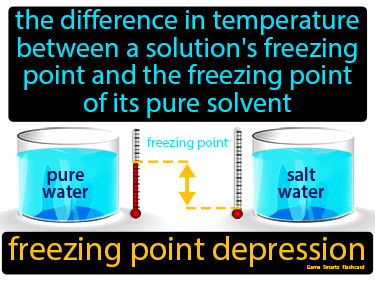 the difference in temperature
between a solution's freezing
point and the freezing point
of its pure solvent
freezing point
pure
water
salt
water
freezing point depression
Game Smartz flashcard